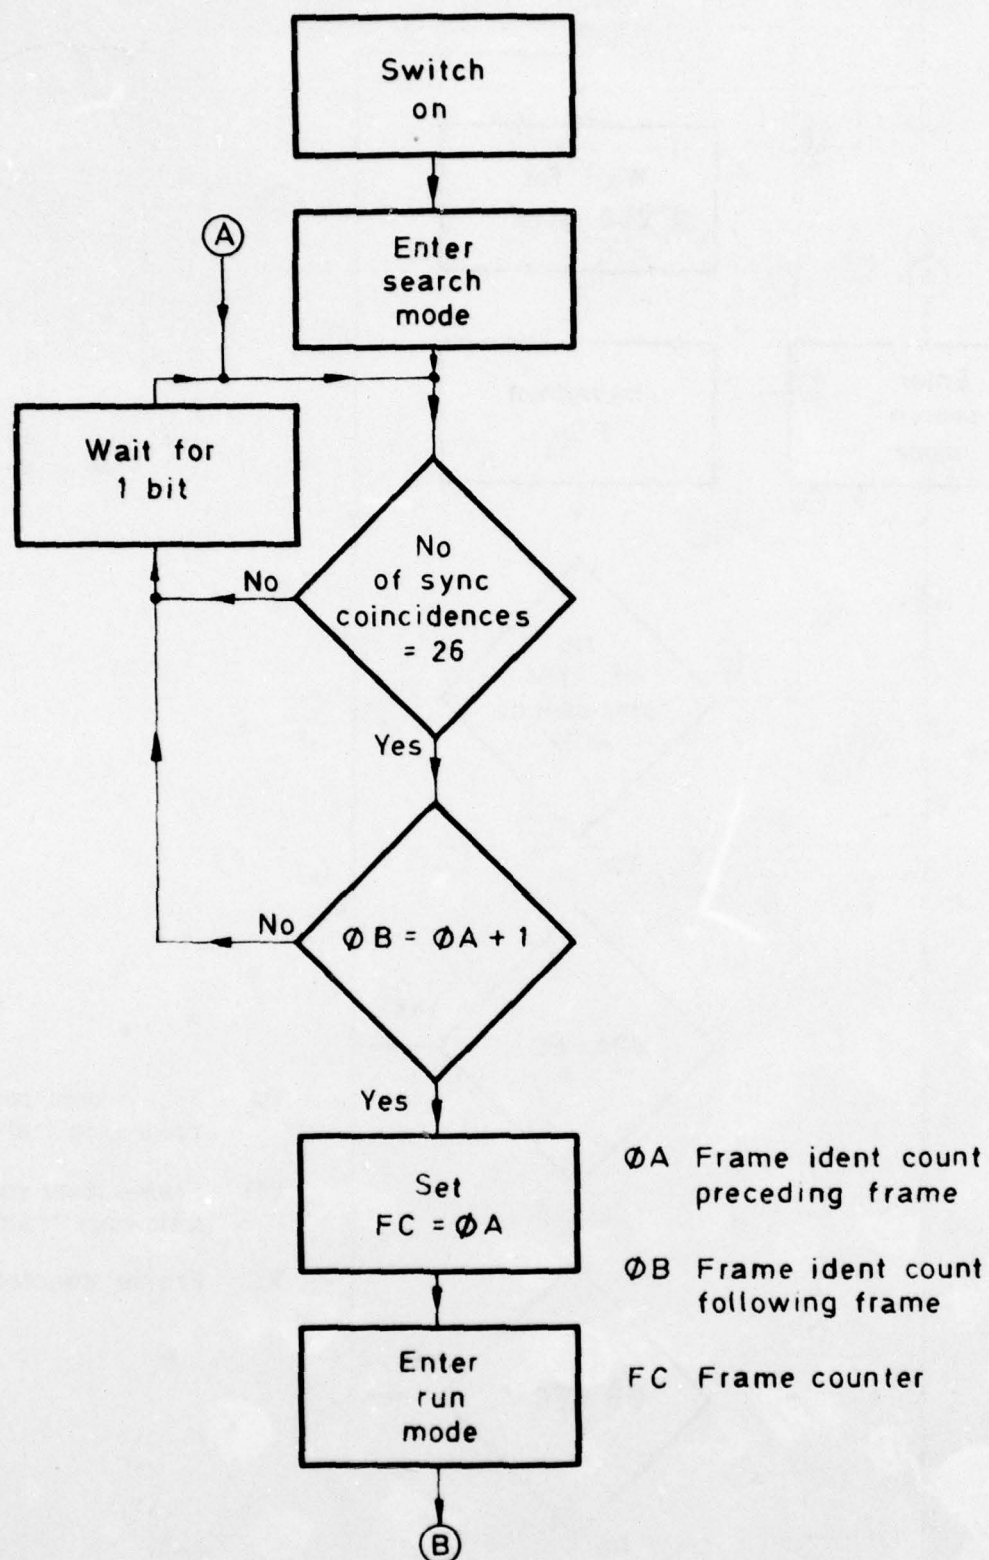 Switch
on
A
Enter
search
mode
Wait for
1 bit
No
of sync
coincidences
= 26
No
Yes
ØB = ØA + 1
No
Yes
Set
FC = ØA
ØA Frame ident count
preceding frame
ØB Frame ident count
following frame
Enter
run
mode
FC Frame counter
B